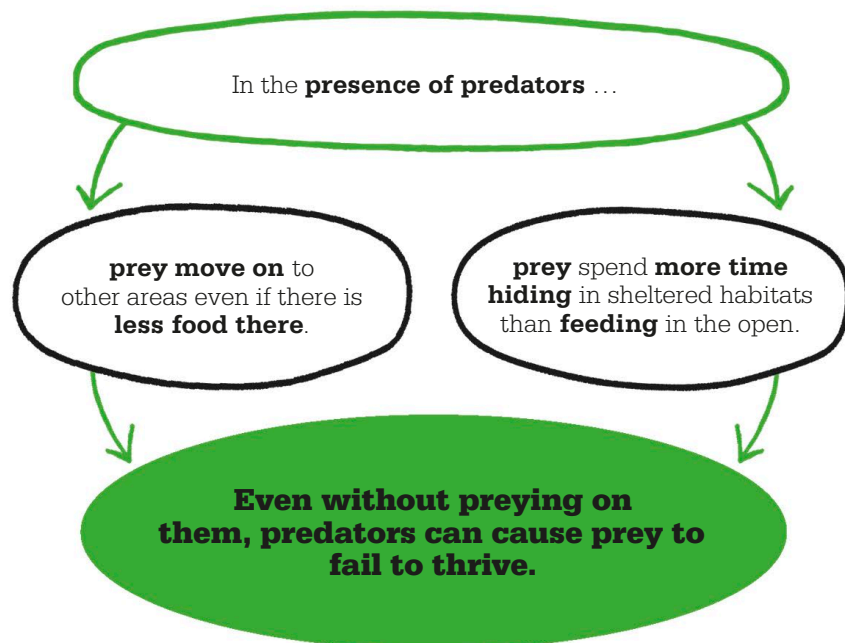 In the presence of predators …
prey move on to
other areas even if there is
less food there.
prey spend more time
hiding in sheltered habitats
than feeding in the open.
Even without preying on
them, predators can cause prey to
fail to thrive.